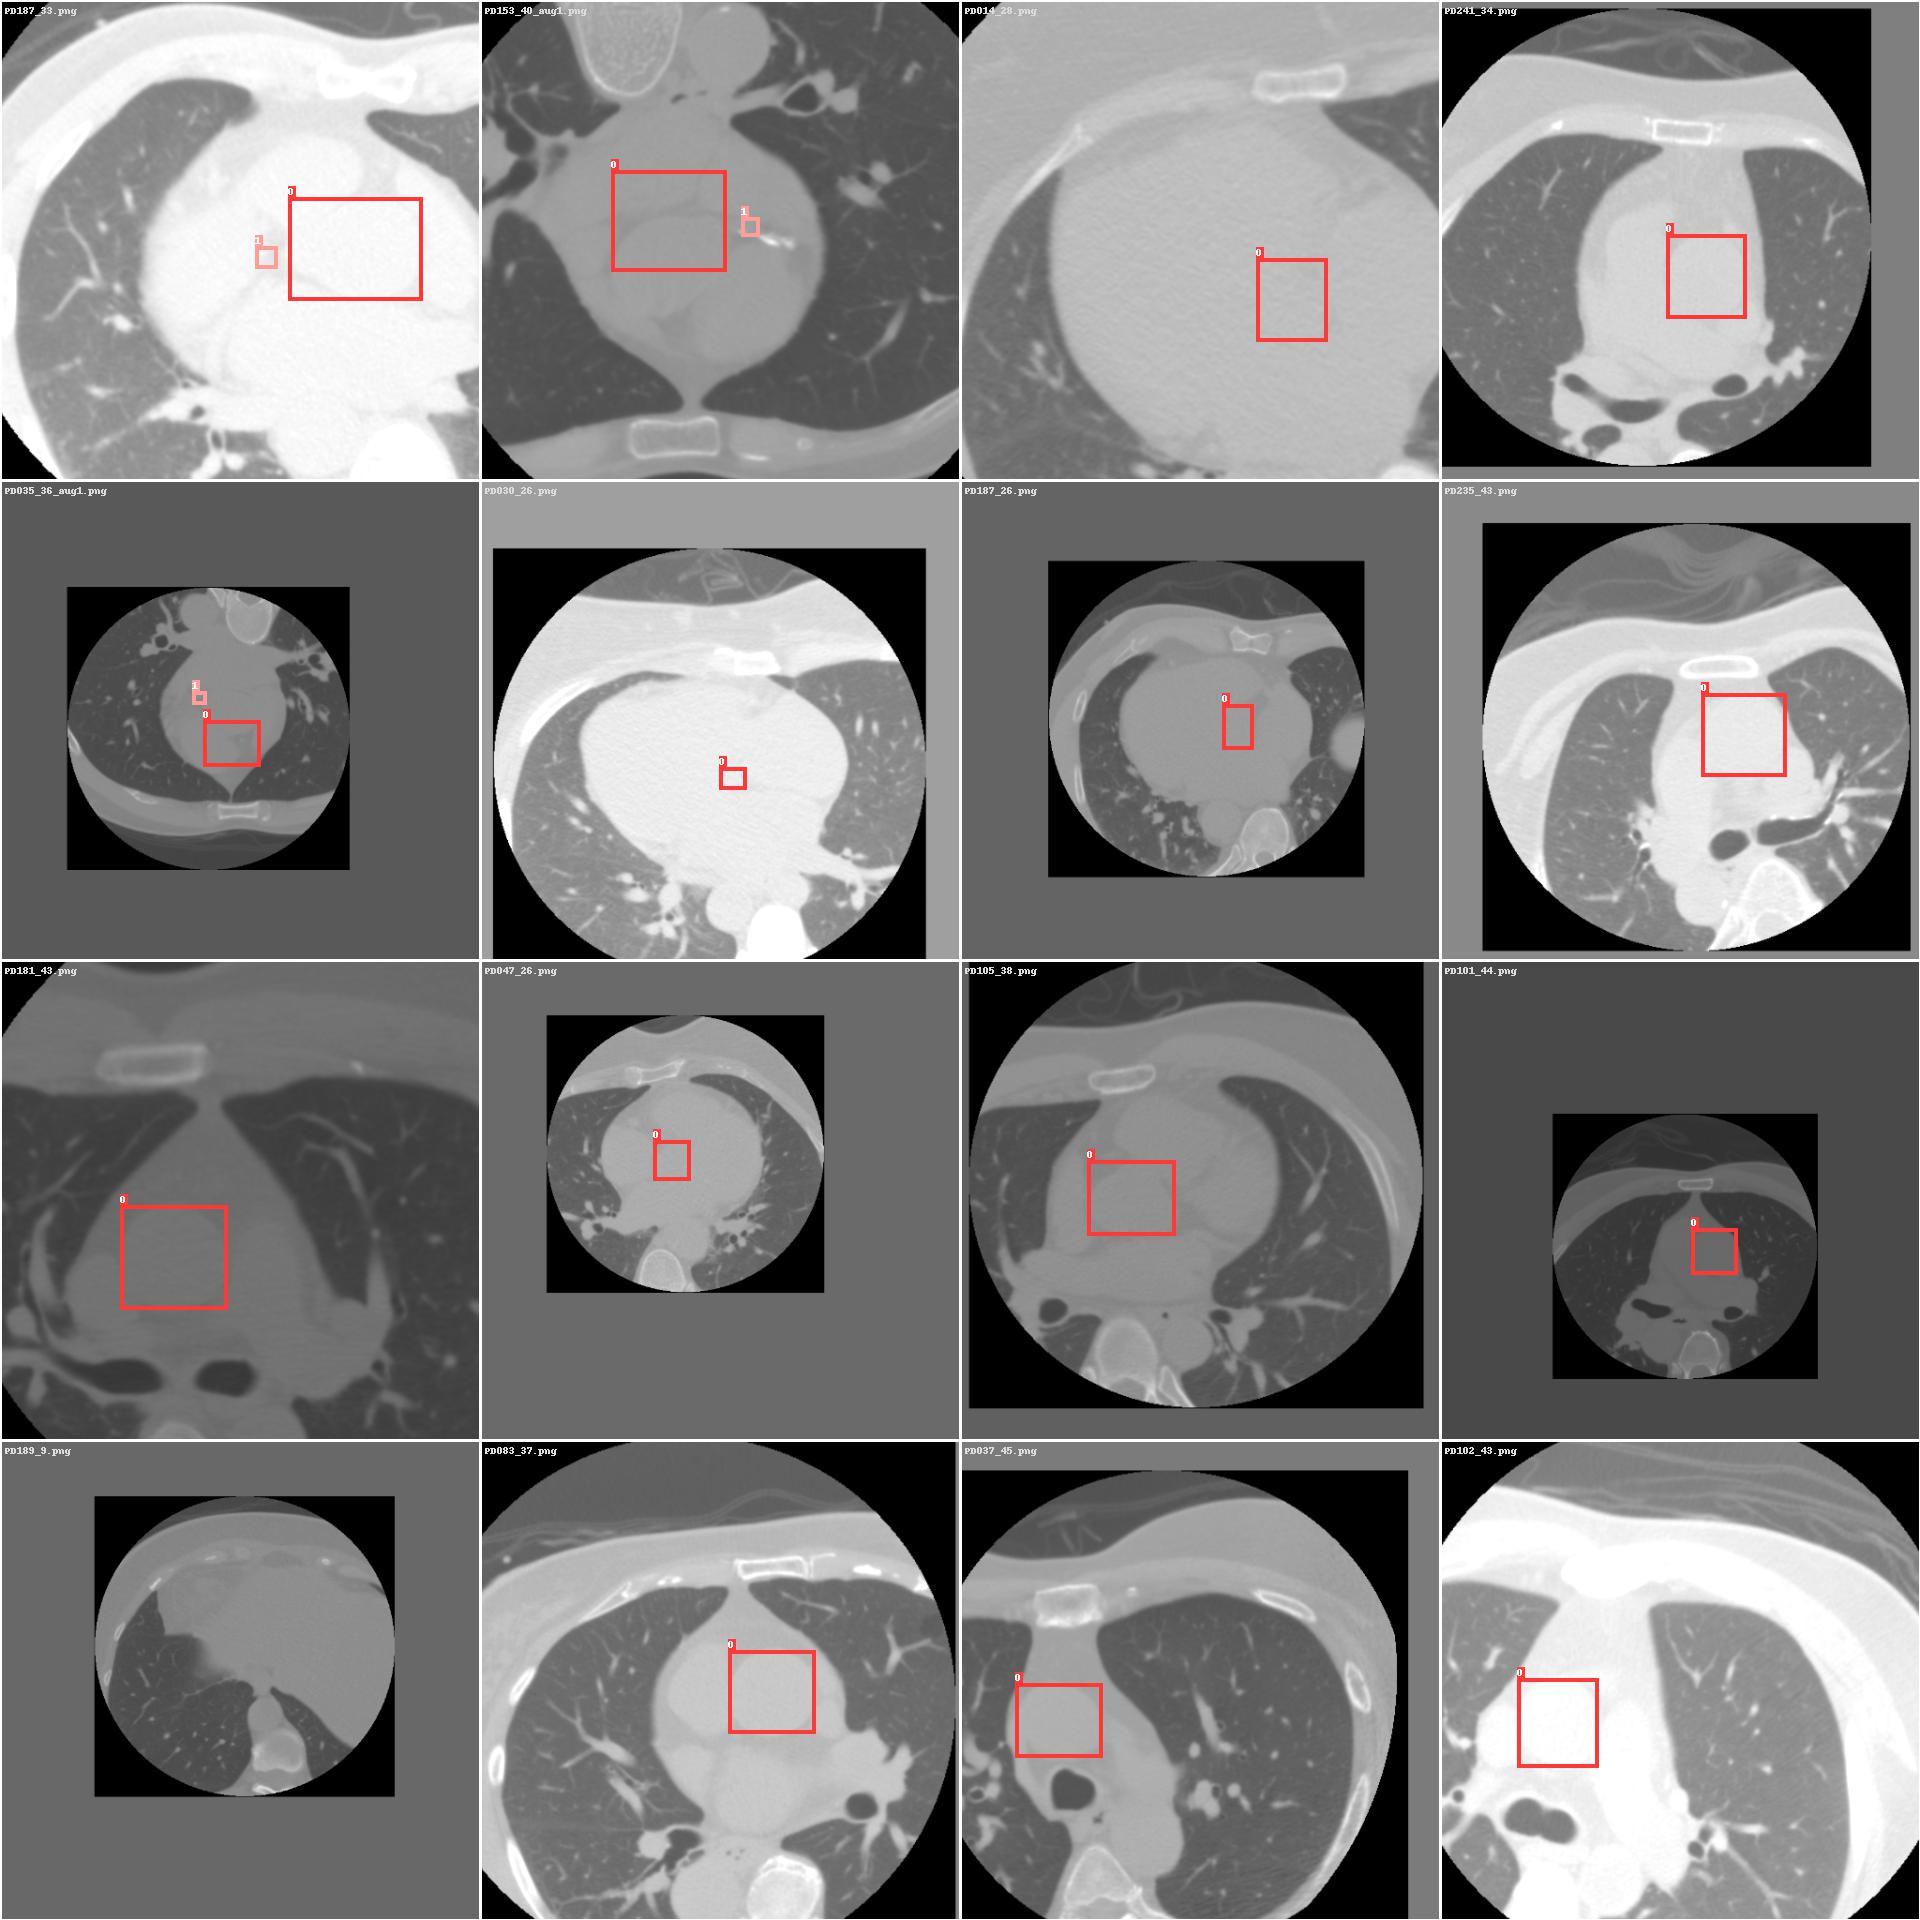 PD187_33.png
PD153_40_aug1.png
PD014_28.png
PD241_34.png
0
1
0
1
0
0
PD035_36_aug1.png
PD030_26.png
PD187_26.png
PD235_43.png
1
0
0
0
0
PD181_43.png
PD047_26.png
PD105_38.png
PD101_44.png
0
0
0
0
PD189_9.png
PD083_37.png
PD037_45.png
PD102_43.png
0
0
0